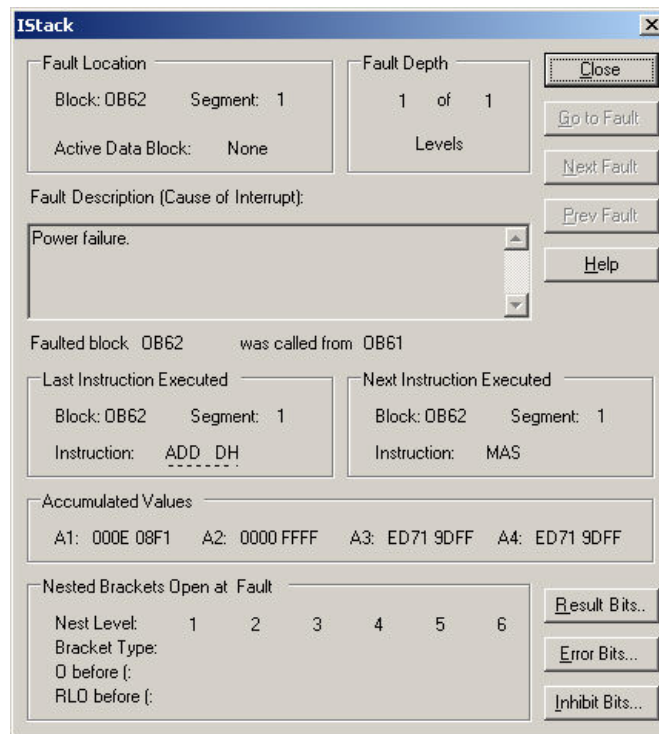 IStack
Fault Location
Block: OB62 Segment: 1
Active Data Block: None
Fault Depth
1 of 1
Levels
Close
Go to Fault
Next Fault
Prev Fault
Help
Fault Description (Cause of Interrupt):
Power failure.
Faulted block OB62 was called from OB61
Last Instruction Executed
Block: OB62 Segment: 1
Instruction: ADD DH
Next Instruction Executed
Block: OB62 Segment: 1
Instruction: MAS
Accumulated Values
A1: 000E 08F1 A2: 0000 FFFF A3: ED71 9DFF A4: ED71 9DFF
Nested Brackets Open at Fault
Nest Level: 1 2 3 4 5 6
Bracket Type:
O before (:
RLO before (:
Result Bits..
Error Bits...
Inhibit Bits...